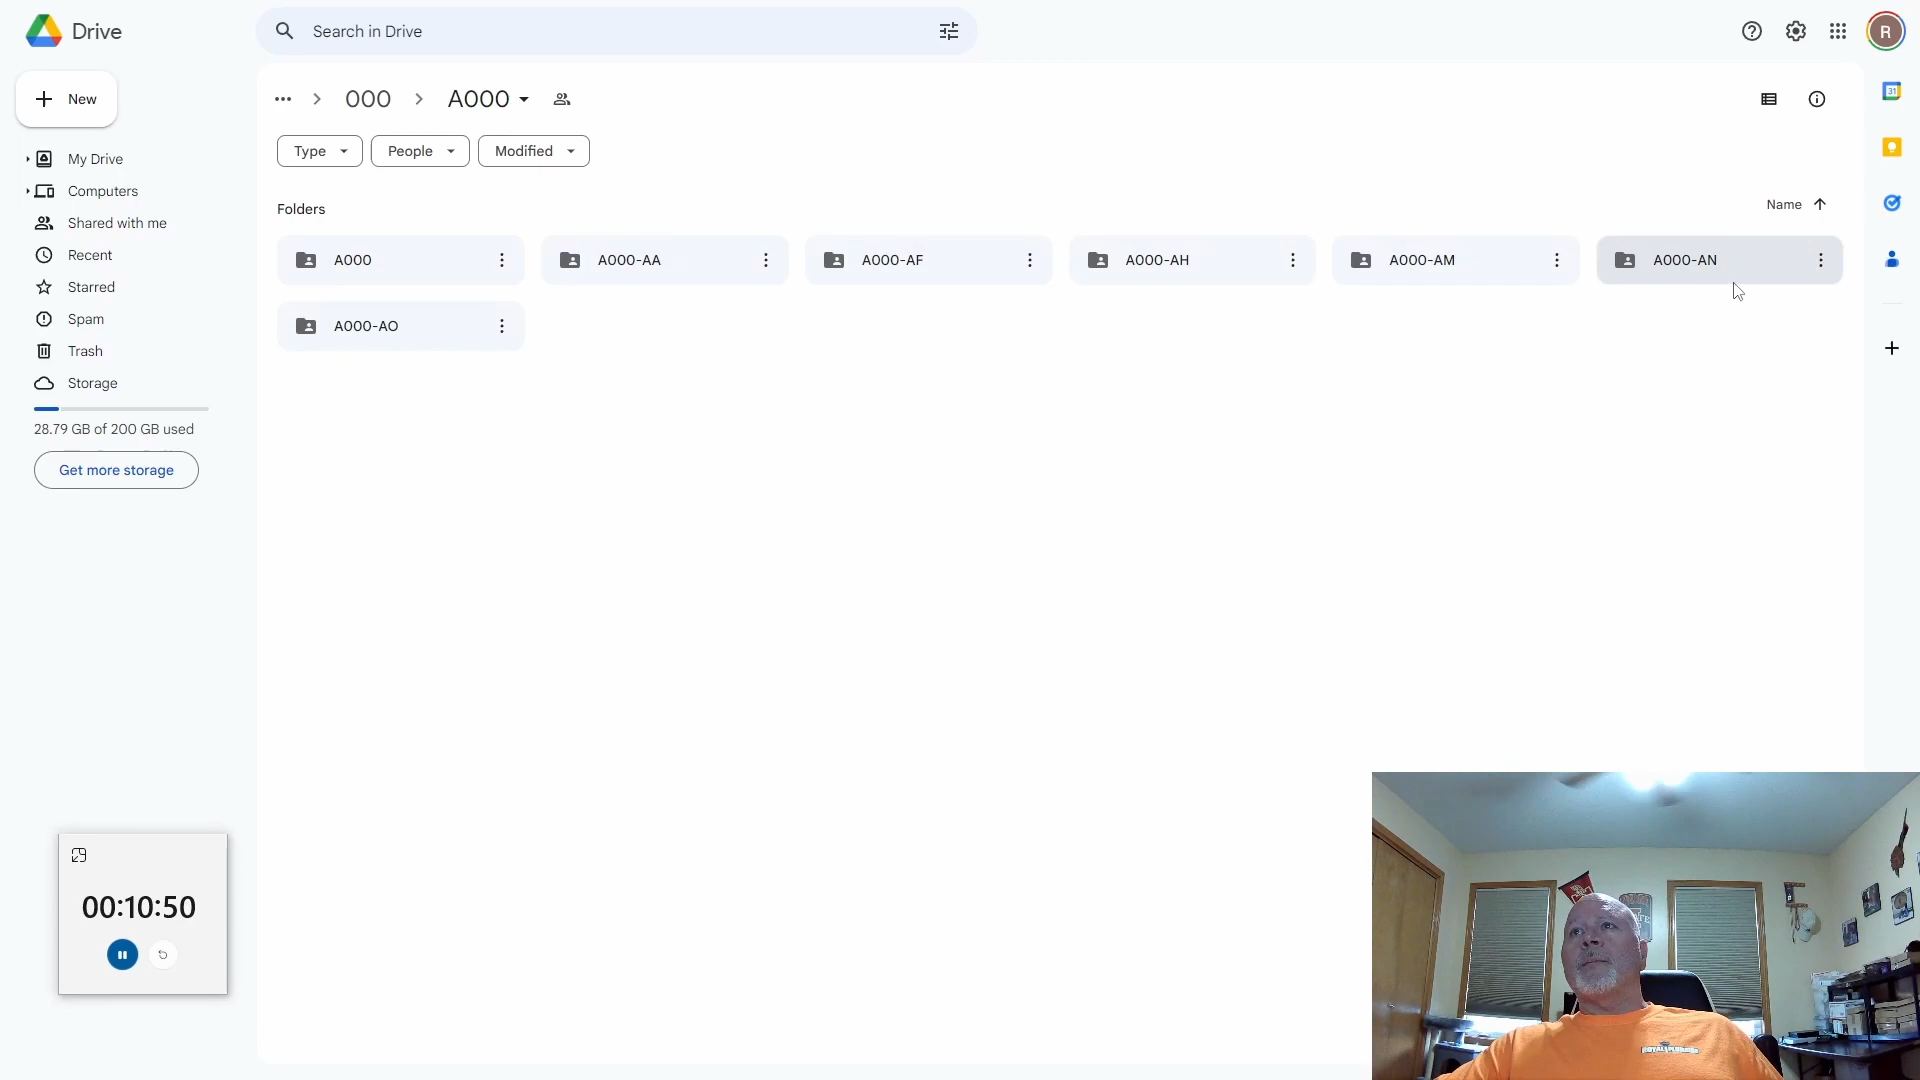 Drive
Search in Drive
R
New
000
A000
31
Type
People
Modified
My Drive
Computers
Shared with me
Recent
Starred
Spam
Trash
Storage
28.79 GB of 200 GB used
Get more storage
Folders
Name
A000
A000-AA
A000-AF
A000-AH
A000-AM
A000-AN
A000-AO
00:10:50